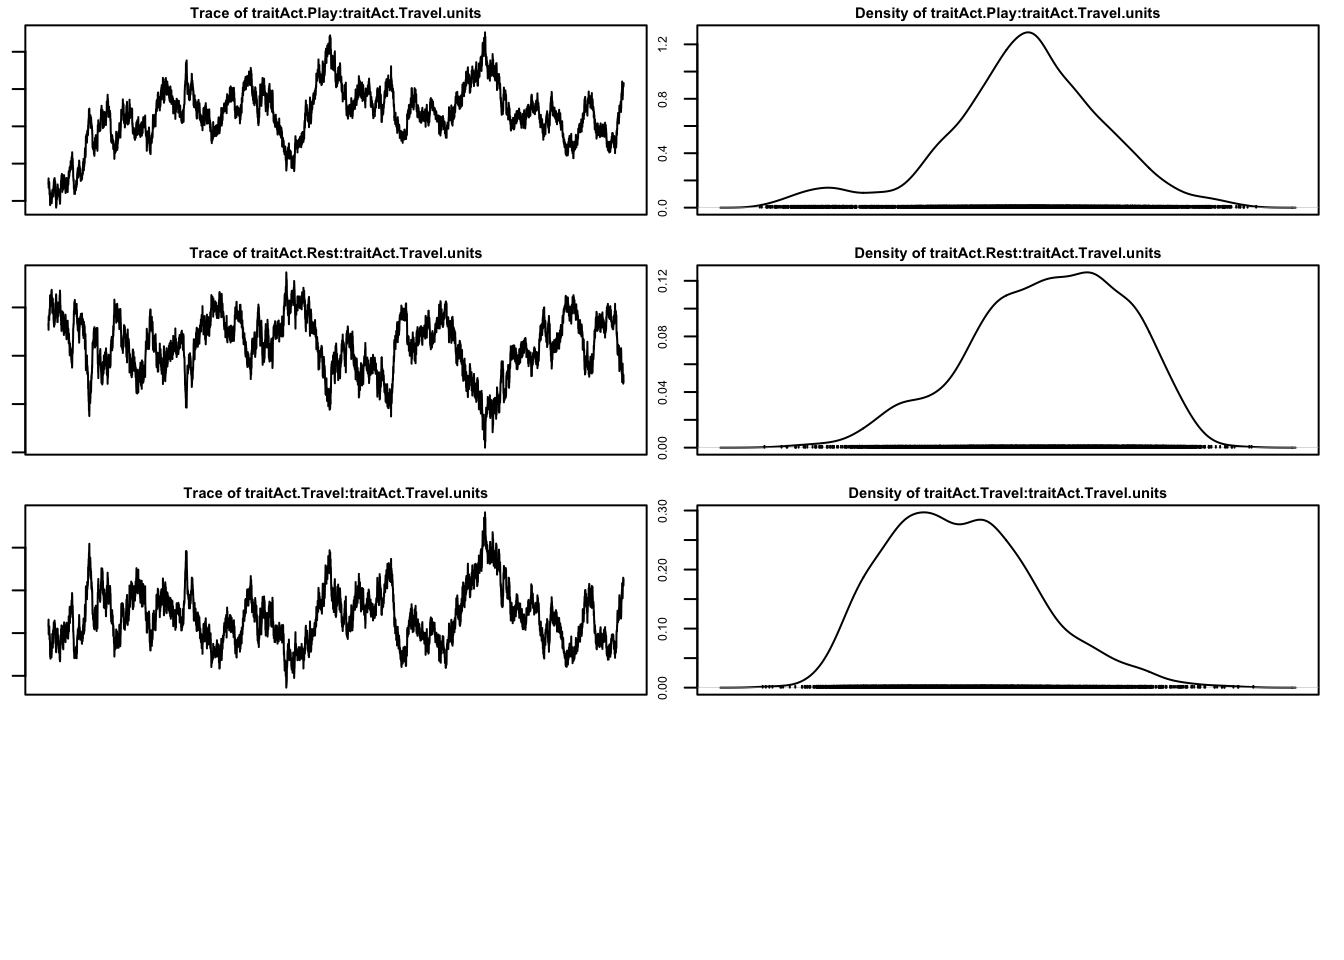 Trace of traitAct.Play:traitAct.Travel.units
Density of traitAct.Play:traitAct.Travel.units
0.0 0.4 0.8 1.2
Trace of traitAct.Rest:traitAct.Travel.units
Density of traitAct.Rest:traitAct.Travel.units
0.00 0.04 0.08 0.12
Trace of traitAct.Travel:traitAct.Travel.units
Density of traitAct.Travel:traitAct.Travel.units
0.00 0.10 0.20 0.30